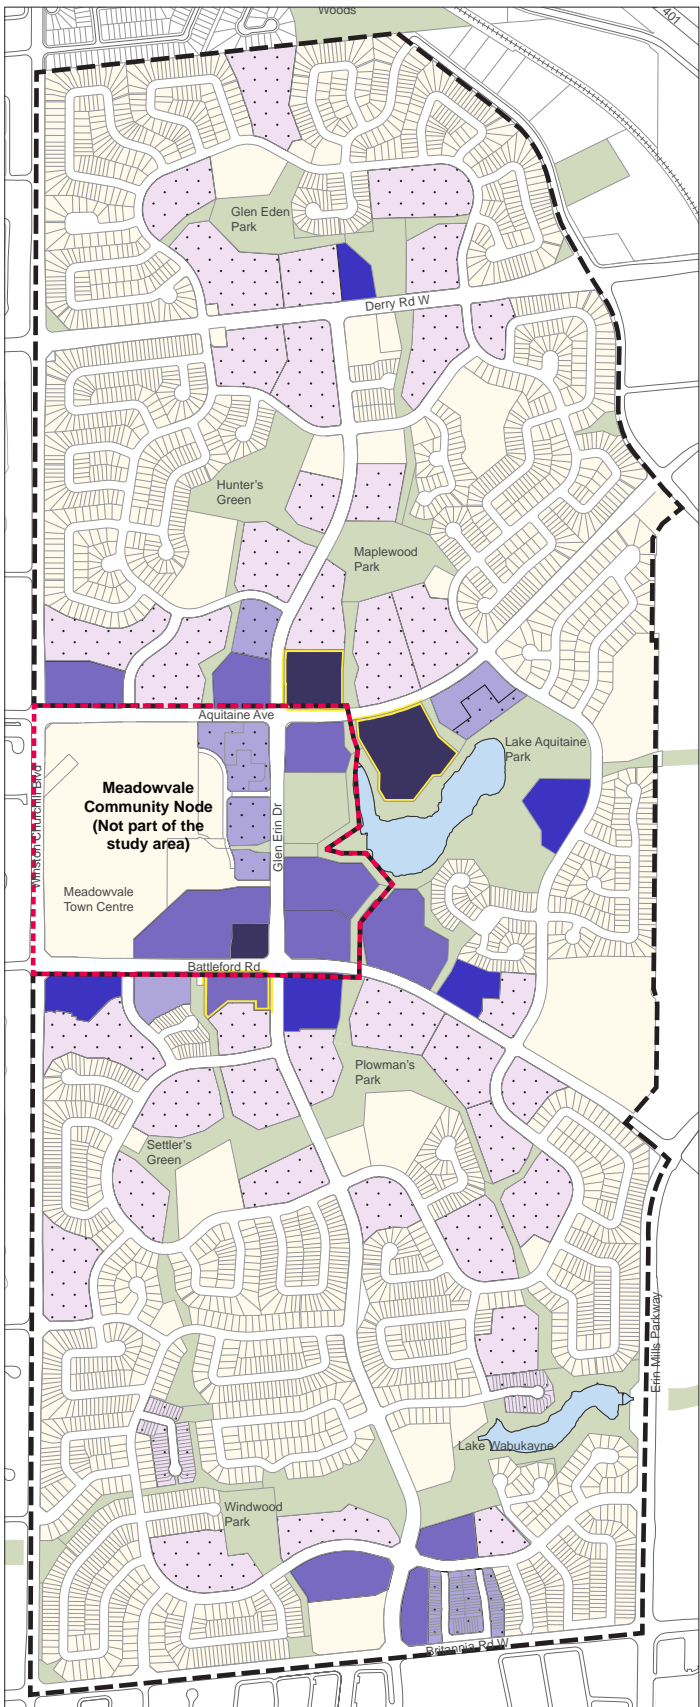 Woods
401
Glen Eden
Park
Derry Rd W
Hunter's
Green
Maplewood
Park
Aquitaine Ave
Lake Aquitaine
Park
Winston Churchill Blvd
Meadowvale
Community Node
(Not part of the
study area)
Glen Erin Dr
Meadowvale
Town Centre
Battleford Rd
Plowman's
Park
Settler's
Green
Erin Mills Parkway
Lake Wabukayne
Windwood
Park
Britannia Rd W